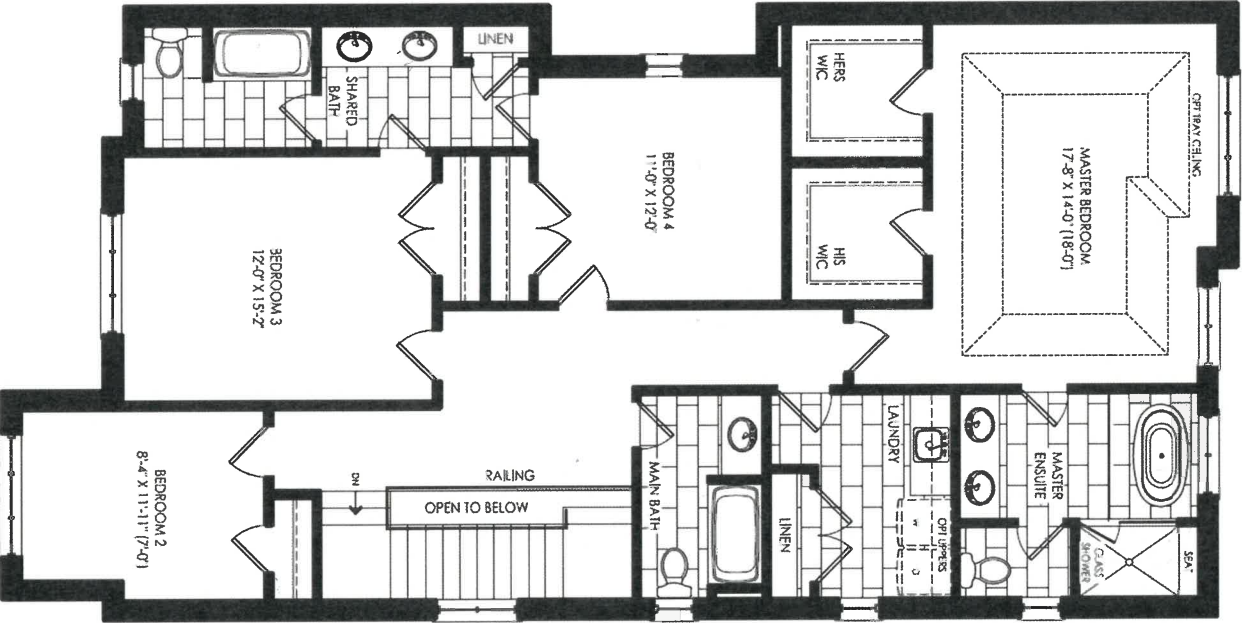 LINEN
SHARED
BATH
HERS
WIC
OPT TRAY CEILING
MASTER BEDROOM
17'-8" X 14'-0" (18'-0")
BEDROOM 4
11'-0" X 12'-0"
HIS
WIC
BEDROOM 3
12'-0" X 15'-2"
LAUNDRY
MASTER
ENSUITE
MAIN BATH
RAILING
DN
OPEN TO BELOW
BEDROOM 2
8'-4" X 11'-11" (7'-0")
LINEN
OPT UPPERS
W
H
D
GLASS
SHOWER
SEAT